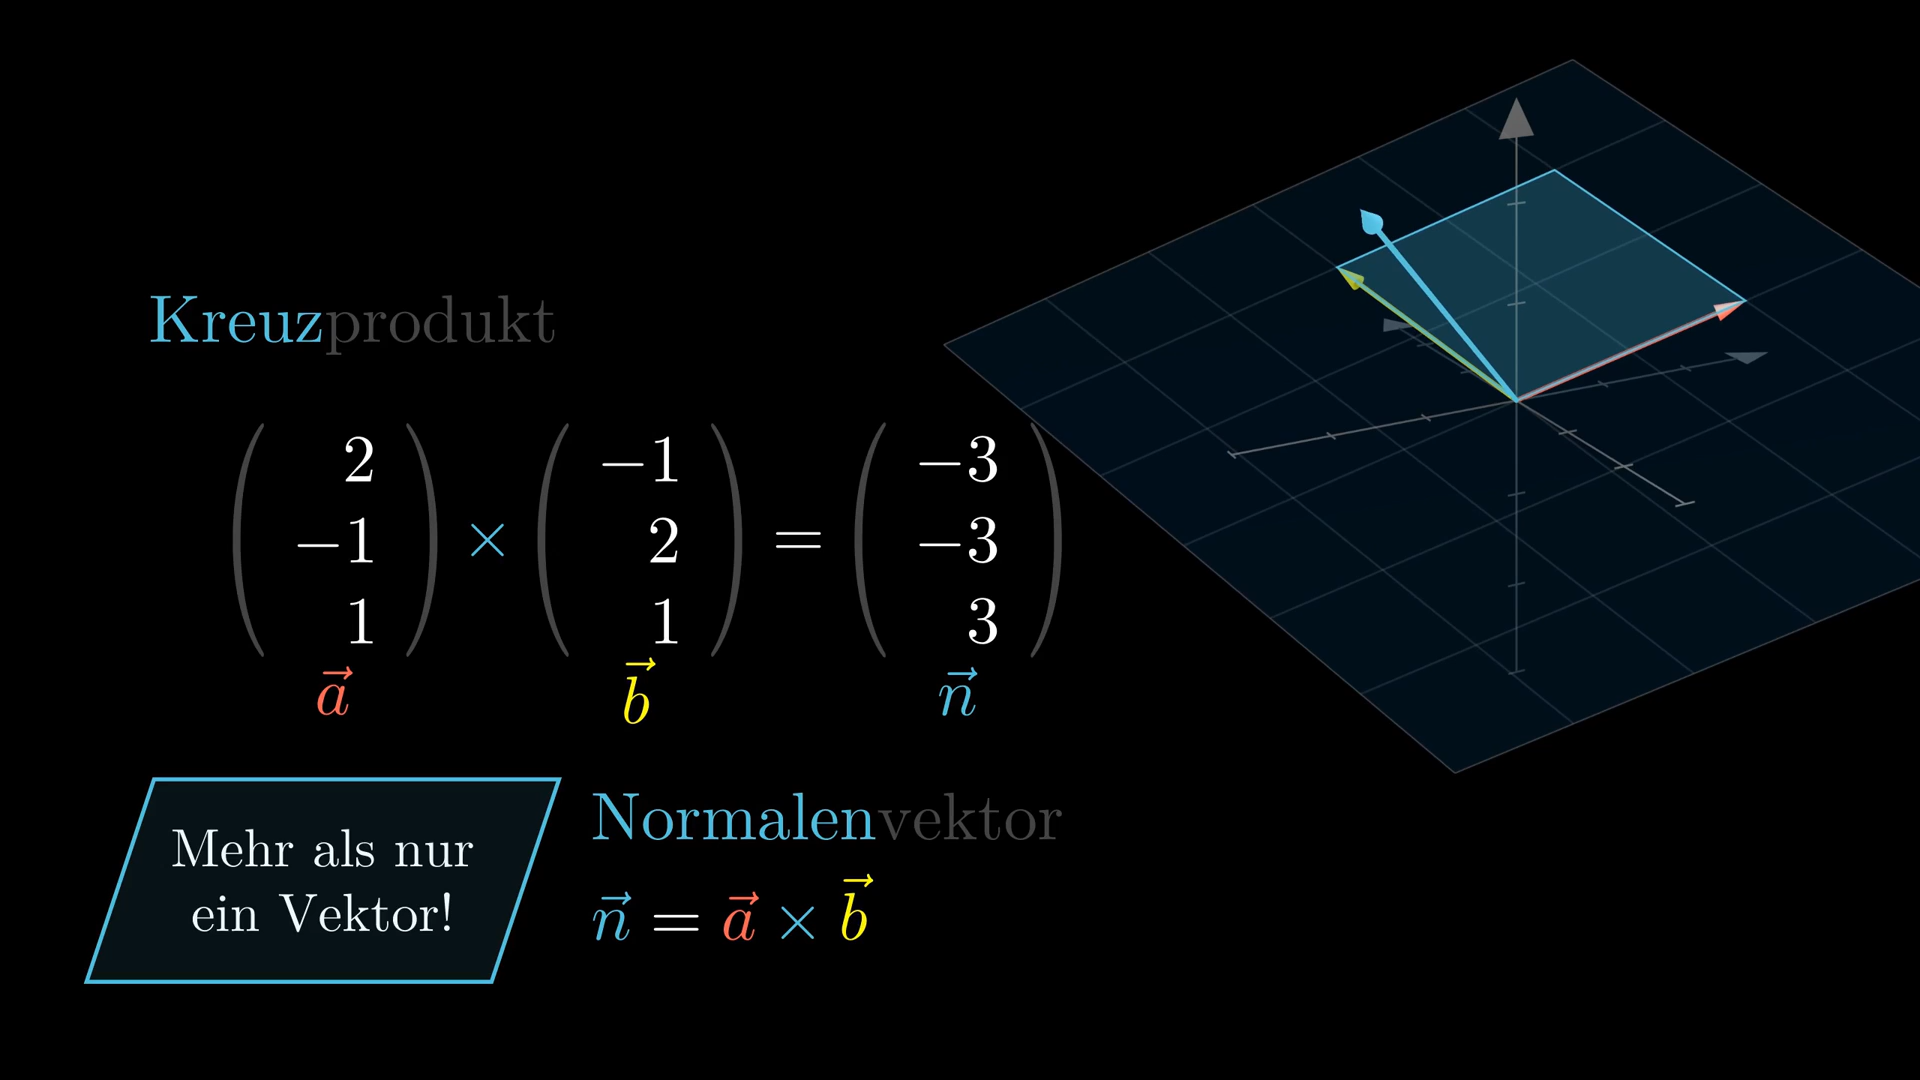 Kreuzprodukt
2 −1 −3
−1 × 2 = −3
1 1 3
a⃗ b⃗ n⃗
Mehr als nur
ein Vektor!
Normalenvektor
n⃗ = a⃗ × b⃗